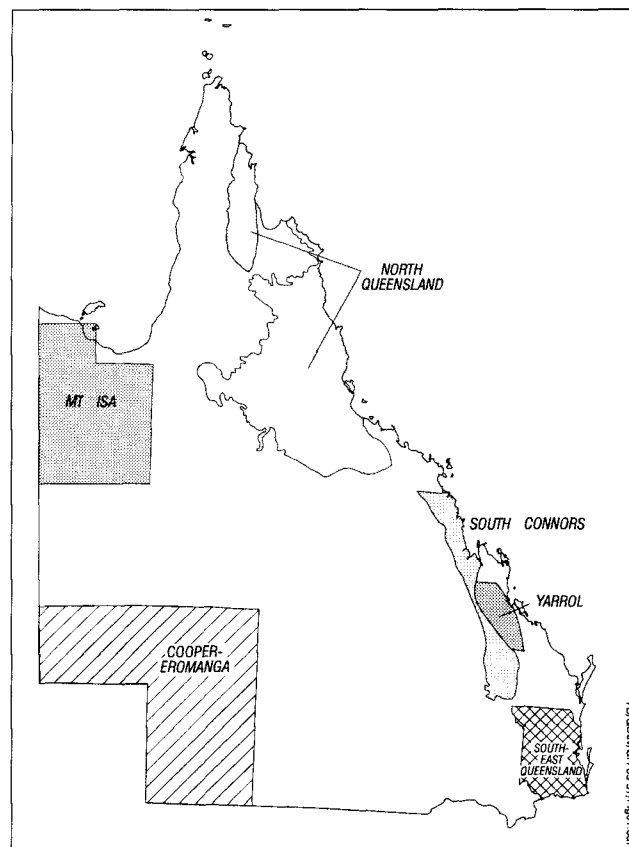 NORTH
QUEENSLAND
MT ISA
SOUTH CONNORS
YARROL
COOPER-
EROMANGA
SOUTH-
EAST
QUEENSLAND